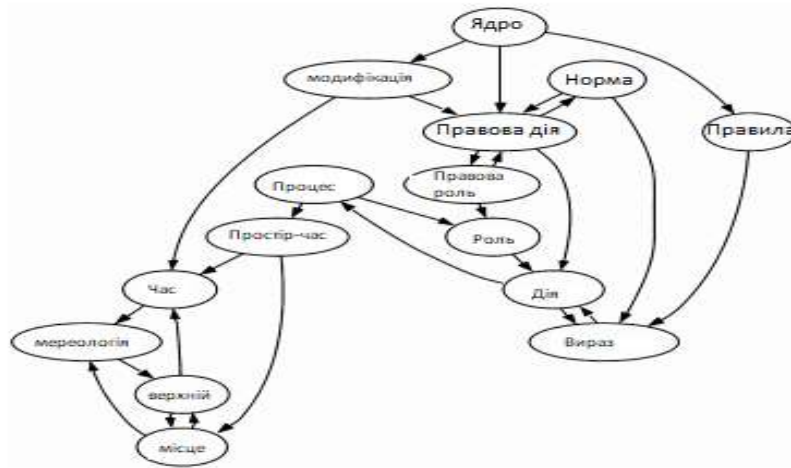 Ядро
модифікація
Норма
Правова дія
Правила
Процес
Правова
роль
Простір-час
Роль
Час
Дія
мереологія
Вираз
верхній
місце